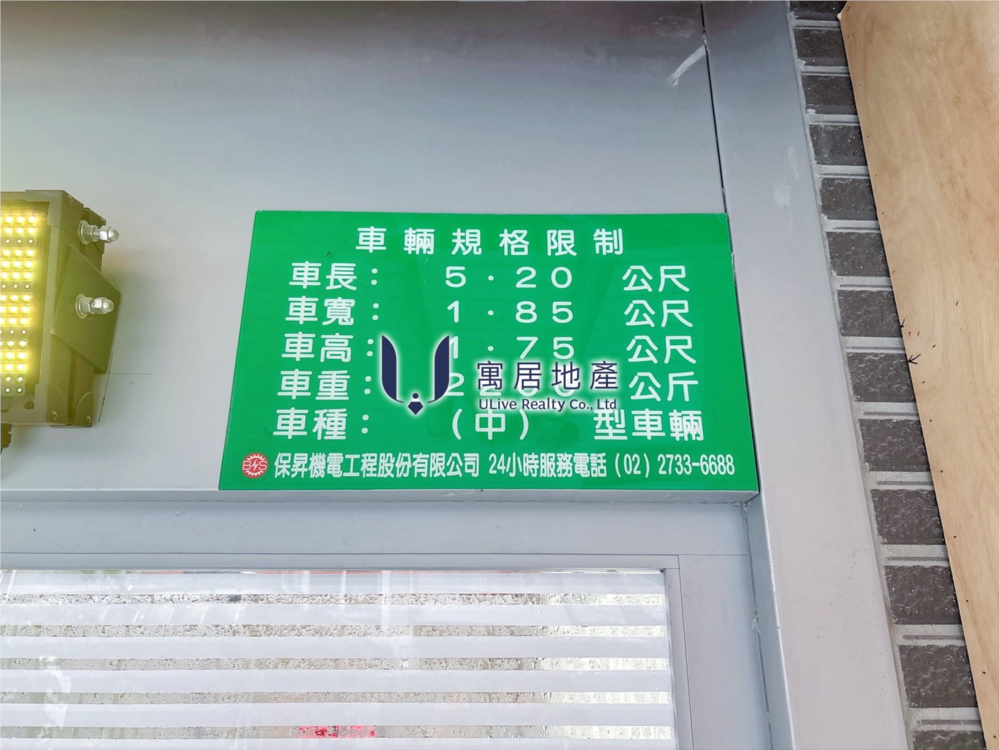 車輛規格限制
車長： 5．20 公尺
車寬： 1．85 公尺
車高： 1．75 公尺
車重： 公斤
車種： （中） 型車輛
寓居地產
ULive Realty Co., Ltd
BS 保昇機電工程股份有限公司 24小時服務電話（02）2733-6688